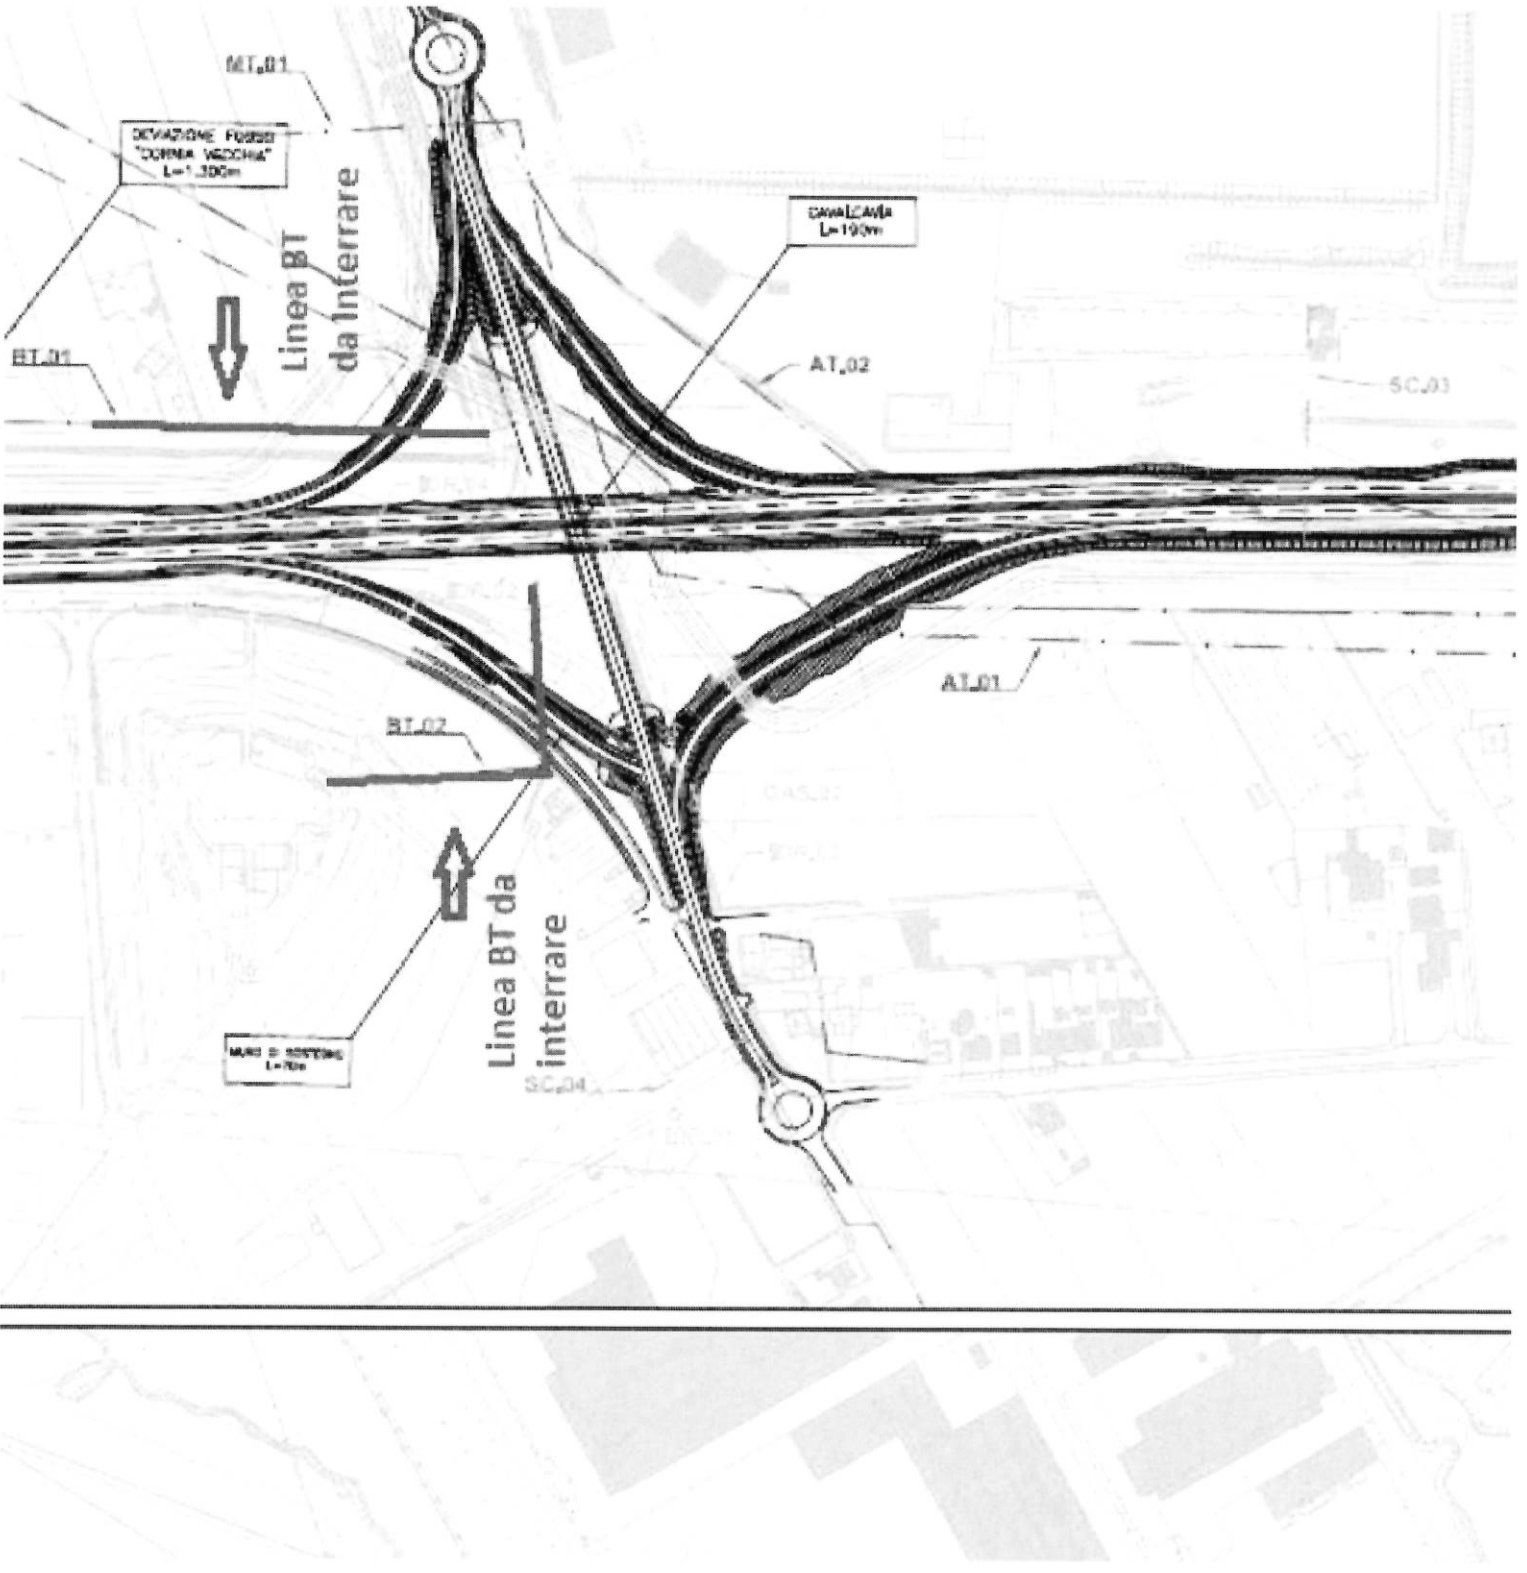 MT.01
DEVIAZIONE FOSSO
"CORNIA VECCHIA"
L=1.300m
Linea BT
da Interrare
CAVALCAVIA
L=190m
BT.01
AT.02
SC.03
AT.01
BT.02
Linea BT da
interrare
MURO DI SOSTEGNO
L=70m
SC.04